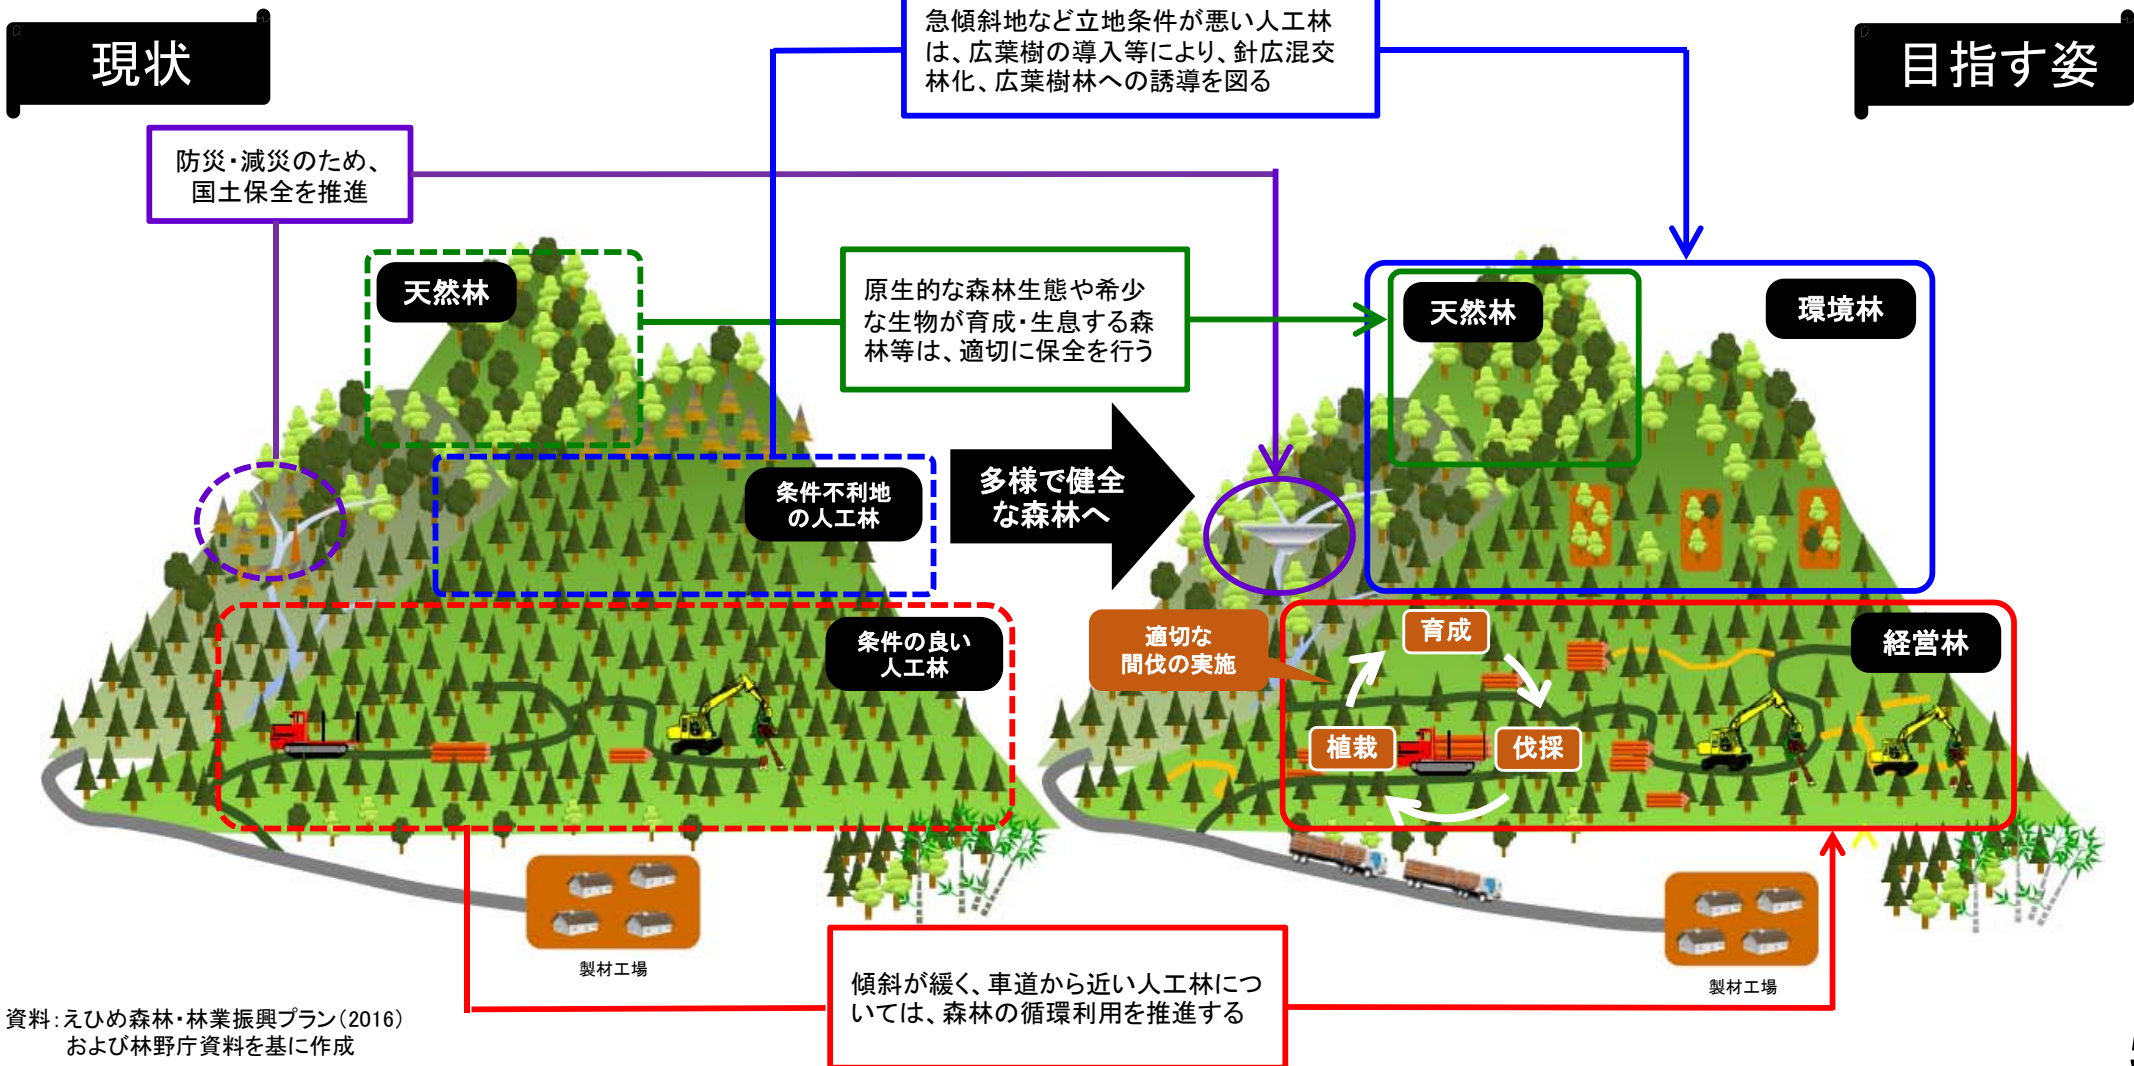 現状
急傾斜地など立地条件が悪い人工林
は、広葉樹の導入等により、針広混交
林化、広葉樹林への誘導を図る
目指す姿
防災・減災のため、
国土保全を推進
天然林
原生的な森林生態や希少
な生物が育成・生息する森
林等は、適切に保全を行う
天然林
環境林
条件不利地
の人工林
多様で健全
な森林へ
条件の良い
人工林
適切な
間伐の実施
育成
経営林
植栽
伐採
製材工場
製材工場
傾斜が緩く、車道から近い人工林につ
いては、森林の循環利用を推進する
資料：えひめ森林・林業振興プラン（2016）
および林野庁資料を基に作成